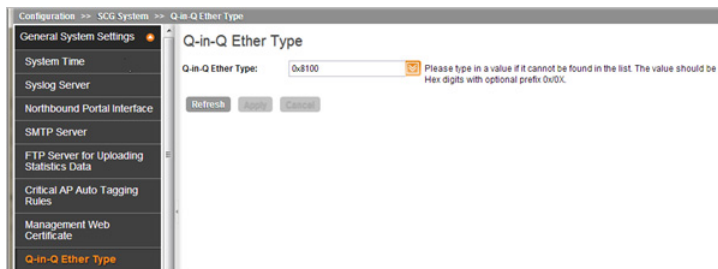 Configuration >> SCG System >> Q-in-Q Ether Type
General System Settings
System Time
Syslog Server
Northbound Portal Interface
SMTP Server
FTP Server for Uploading
Statistics Data
Critical AP Auto Tagging
Rules
Management Web
Certificate
Q-in-Q Ether Type
Q-in-Q Ether Type
Q-in-Q Ether Type:
0x8100
Please type in a value if it cannot be found in the list. The value should be
Hex digits with optional prefix 0x/0X.
Refresh
Apply
Cancel